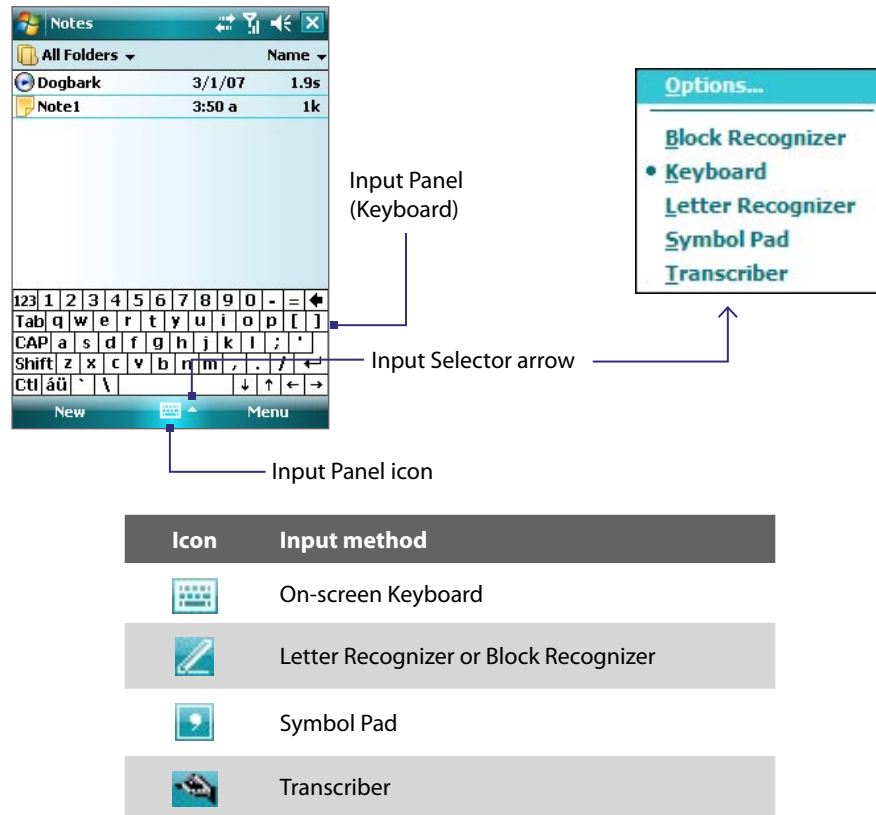 Notes
All Folders Name
Dogbark 3/1/07 1.9s
Note1 3:50 a 1k
Options...
Block Recognizer
Keyboard
Letter Recognizer
Symbol Pad
Transcriber
Input Panel
(Keyboard)
123 1 2 3 4 5 6 7 8 9 0 - =
Tab q w e r t y u i o p [ ]
CAP a s d f g h j k l ; '
Shift z x c v b n m , . /
Ctl áü ` \ ↓ ↑ ← →
Input Selector arrow
New Menu
Input Panel icon
Icon Input method
On-screen Keyboard
Letter Recognizer or Block Recognizer
Symbol Pad
Transcriber